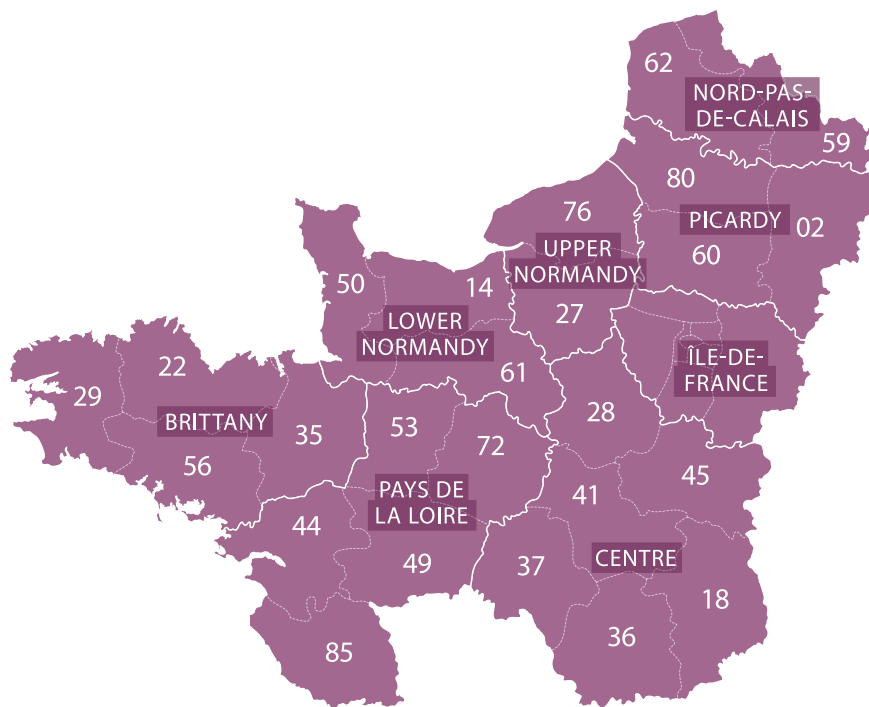 62
NORD-PAS-
DE-CALAIS
59
80
PICARDY
02
60
76
UPPER
NORMANDY
27
50
14
LOWER
NORMANDY
61
ÎLE-DE-
FRANCE
22
29
BRITTANY
35
56
53
72
28
45
41
PAYS DE
LA LOIRE
44
49
37
CENTRE
18
36
85